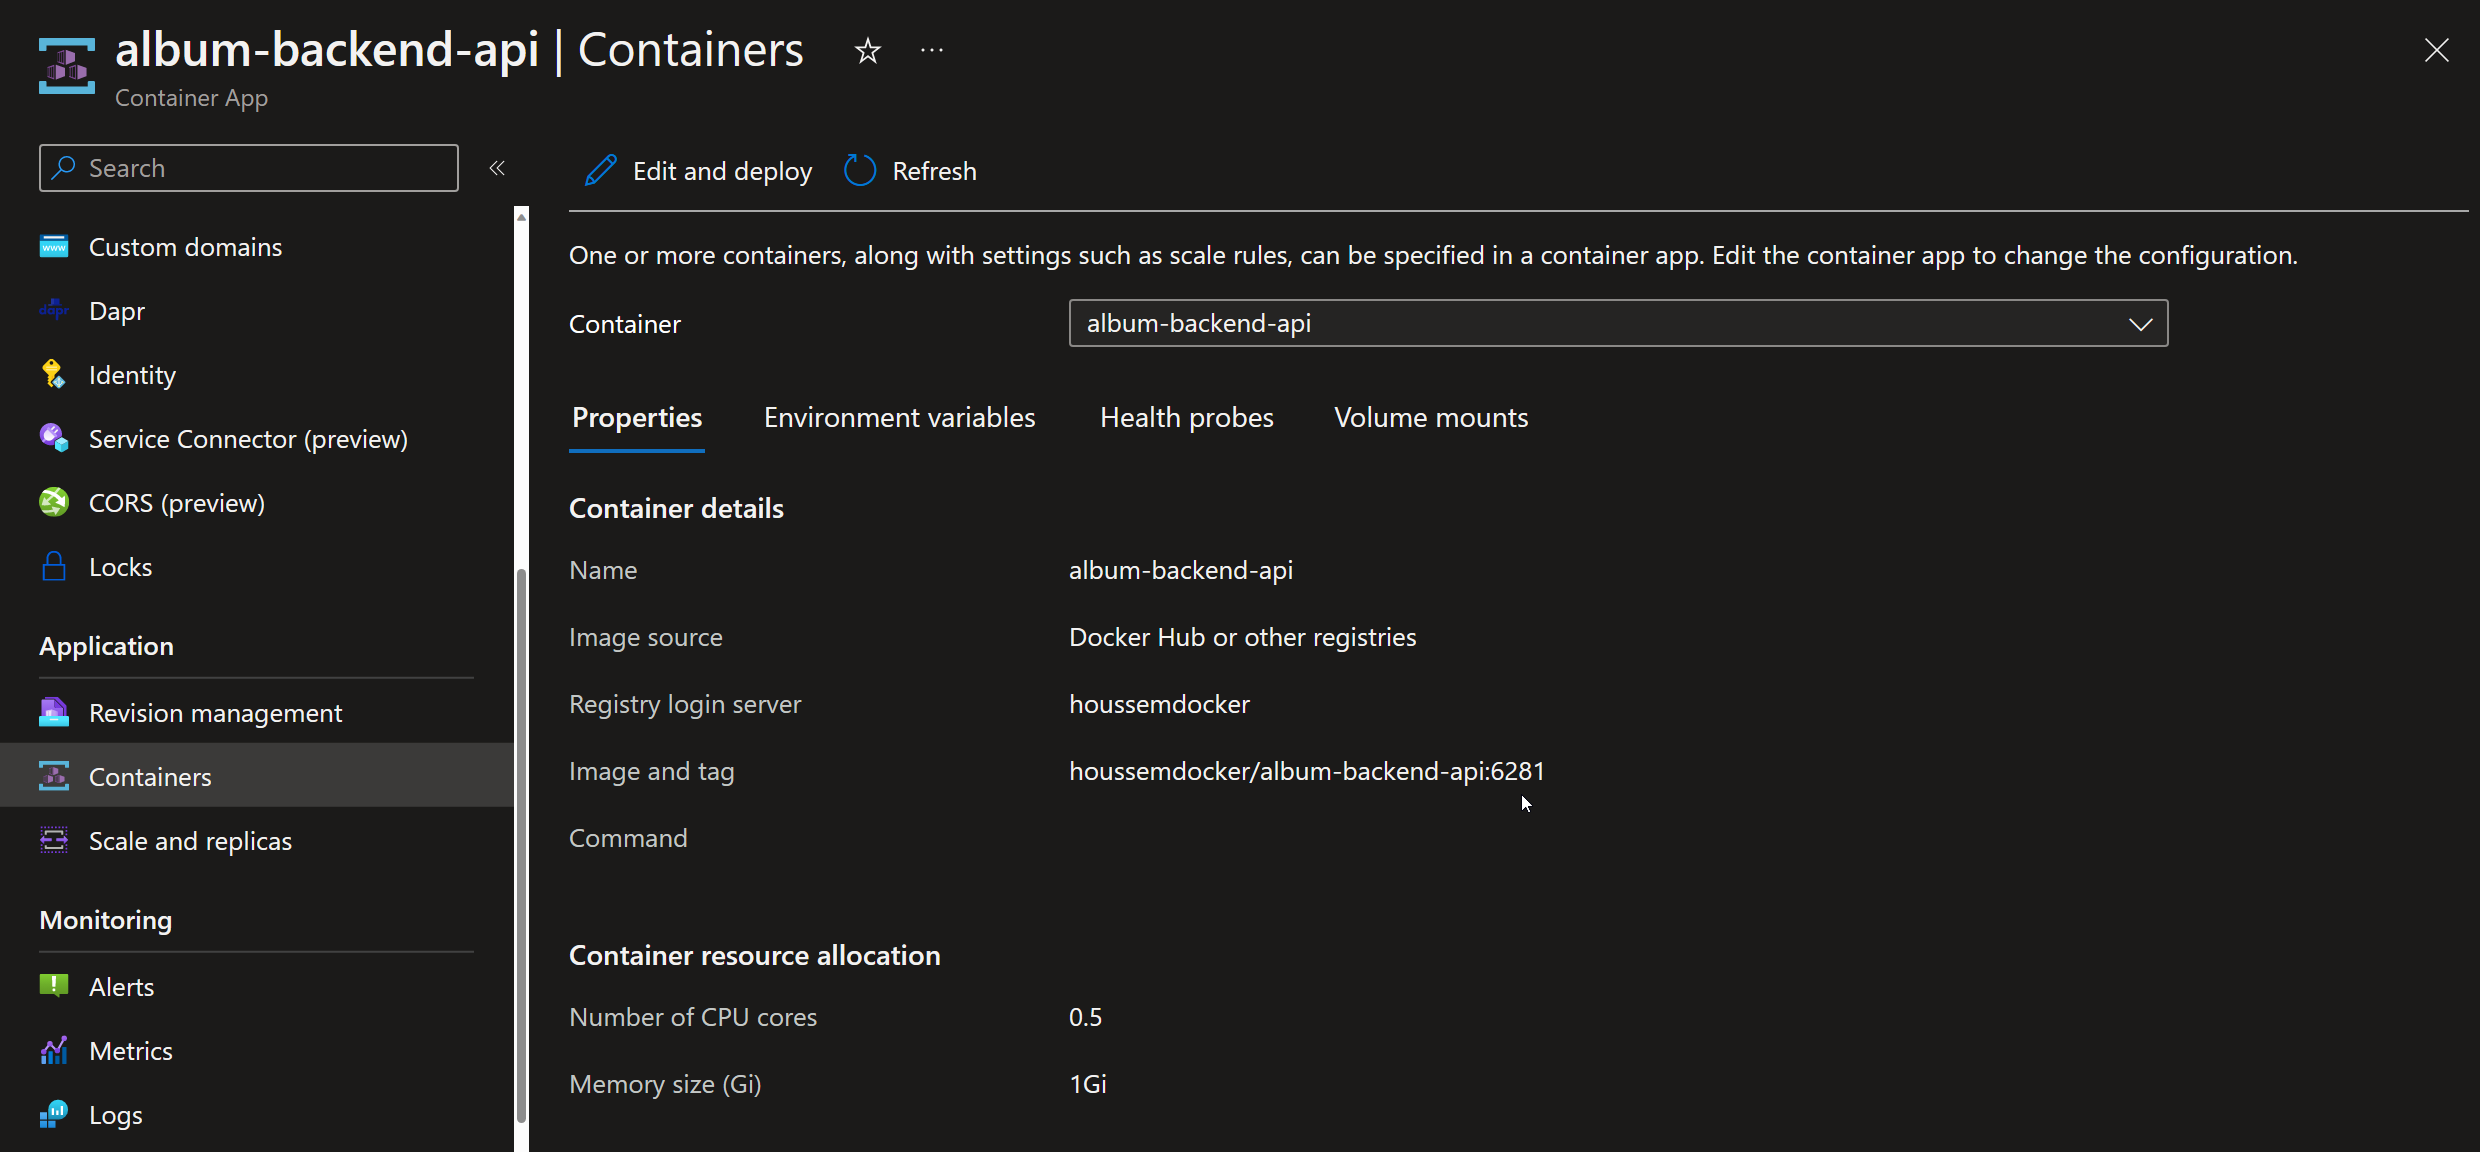 album-backend-api | Containers
Container App
Search
Custom domains
Dapr
Identity
Service Connector (preview)
CORS (preview)
Locks
Application
Revision management
Containers
Scale and replicas
Monitoring
Alerts
Metrics
Logs
Edit and deploy
Refresh
One or more containers, along with settings such as scale rules, can be specified in a container app. Edit the container app to change the configuration.
Container
album-backend-api
Properties
Environment variables
Health probes
Volume mounts
Container details
Name
album-backend-api
Image source
Docker Hub or other registries
Registry login server
houssemdocker
Image and tag
houssemdocker/album-backend-api:6281
Command
Container resource allocation
Number of CPU cores
0.5
Memory size (Gi)
1Gi